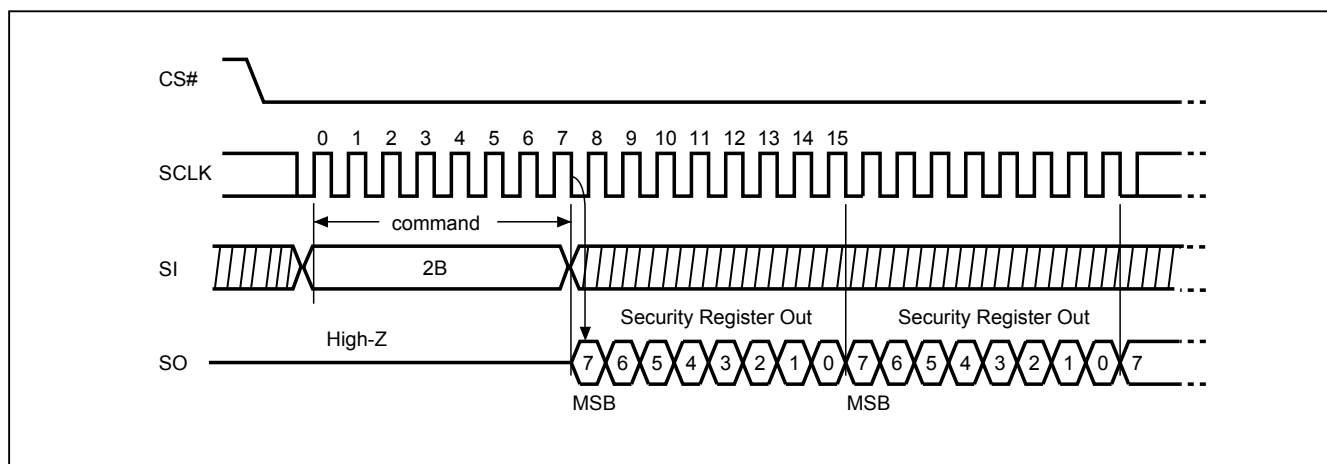 CS#
0 1 2 3 4 5 6 7 8 9 10 11 12 13 14 15
SCLK
command
SI
2B
Security Register Out Security Register Out
High-Z
SO
7 6 5 4 3 2 1 0 7 6 5 4 3 2 1 0 7
MSB MSB